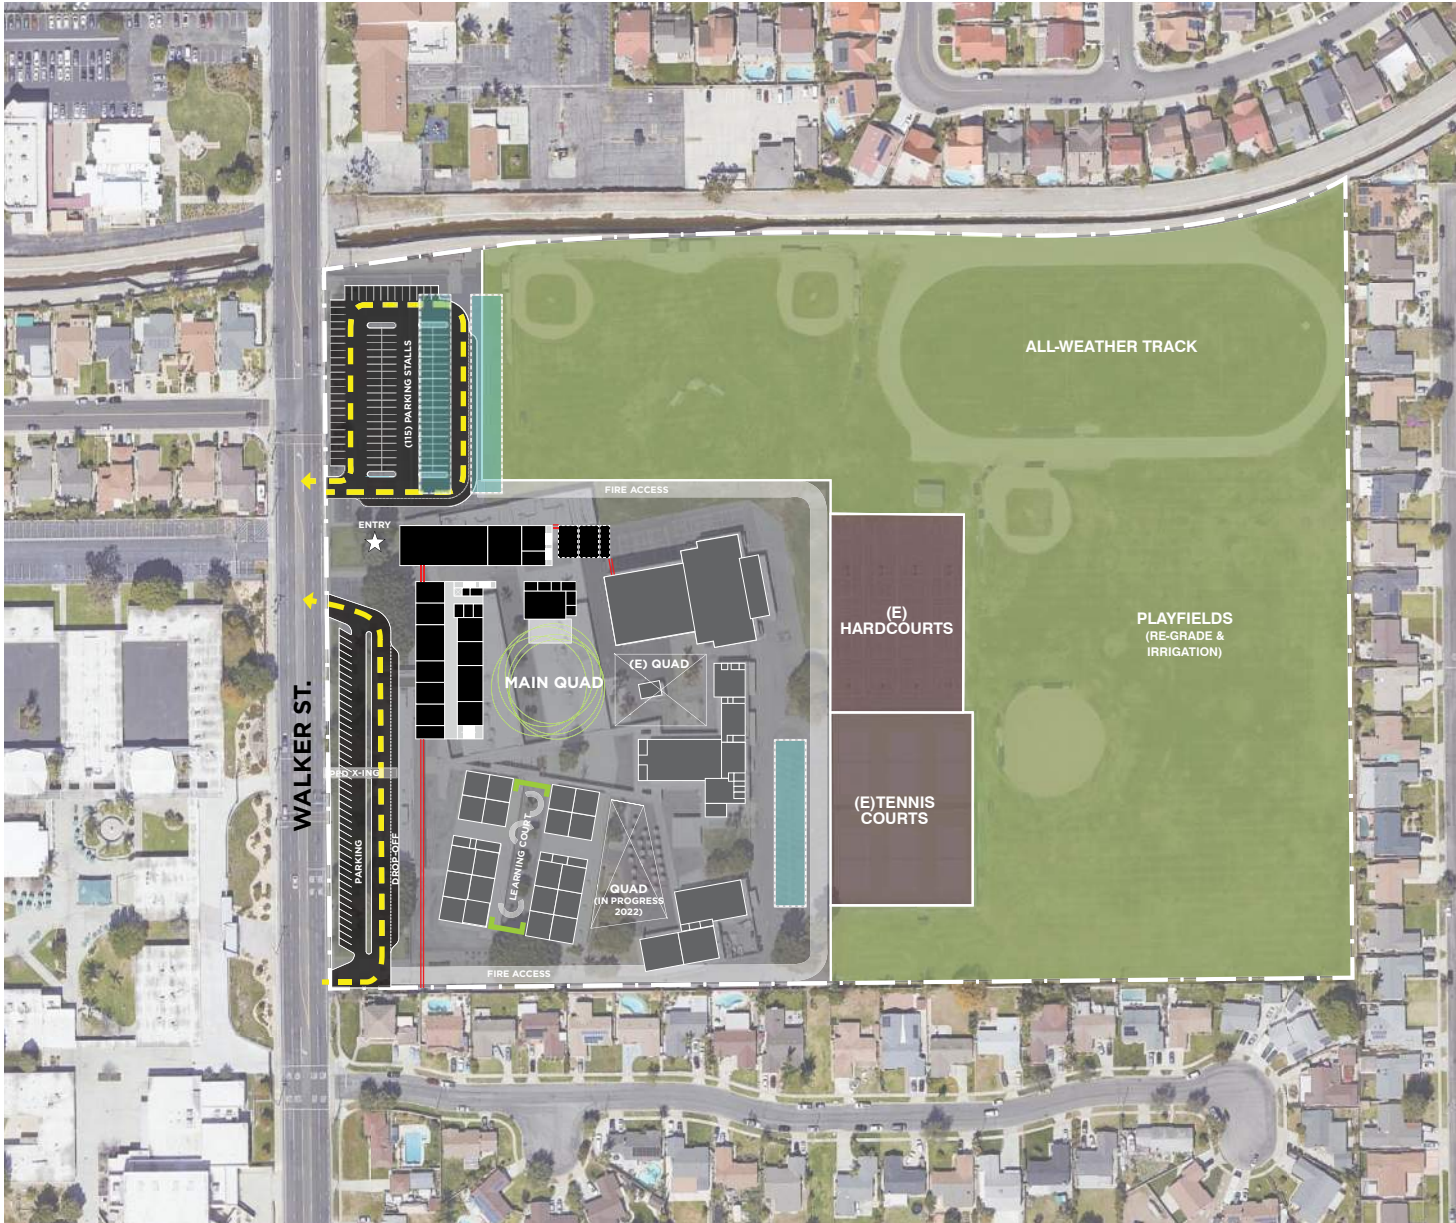 ALL-WEATHER TRACK
(115) PARKING STALLS
FIRE ACCESS
ENTRY
(E)
HARDCOURTS
PLAYFIELDS
(RE-GRADE &
IRRIGATION)
(E) QUAD
MAIN QUAD
WALKER ST.
PED X-ING
(E)TENNIS
COURTS
PARKING
DROP-OFF
LEARNING COURT
QUAD
(IN PROGRESS
2022)
FIRE ACCESS